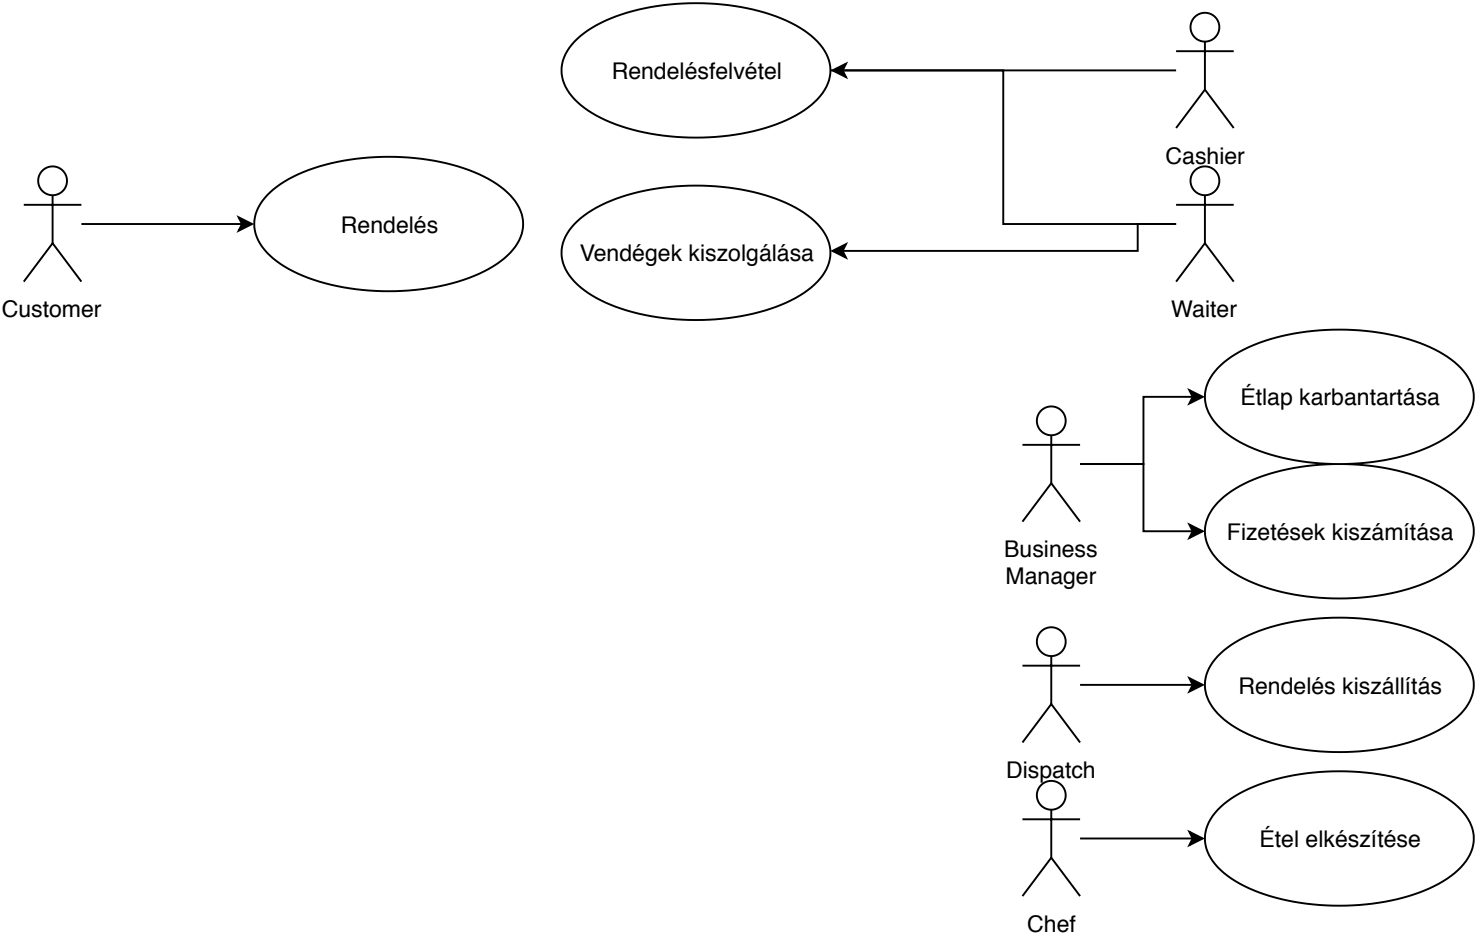 Rendelésfelvétel
Cashier
Rendelés
Vendégek kiszolgálása
Customer
Waiter
Étlap karbantartása
Fizetések kiszámítása
Business
Manager
Rendelés kiszállítás
Dispatch
Étel elkészítése
Chef